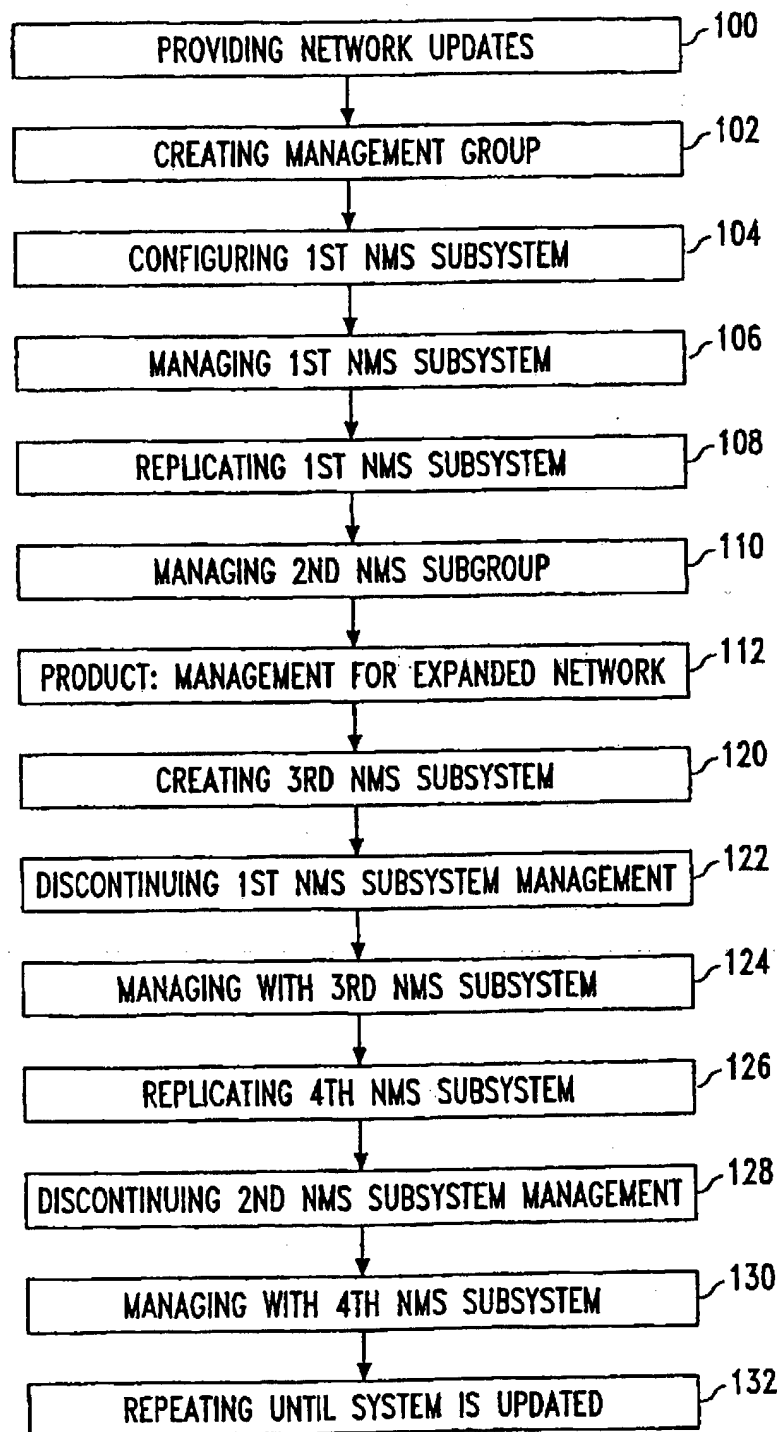 PROVIDING NETWORK UPDATES 100
CREATING MANAGEMENT GROUP 102
CONFIGURING 1ST NMS SUBSYSTEM 104
MANAGING 1ST NMS SUBSYSTEM 106
REPLICATING 1ST NMS SUBSYSTEM 108
MANAGING 2ND NMS SUBGROUP 110
PRODUCT: MANAGEMENT FOR EXPANDED NETWORK 112
CREATING 3RD NMS SUBSYSTEM 120
DISCONTINUING 1ST NMS SUBSYSTEM MANAGEMENT 122
MANAGING WITH 3RD NMS SUBSYSTEM 124
REPLICATING 4TH NMS SUBSYSTEM 126
DISCONTINUING 2ND NMS SUBSYSTEM MANAGEMENT 128
MANAGING WITH 4TH NMS SUBSYSTEM 130
REPEATING UNTIL SYSTEM IS UPDATED 132